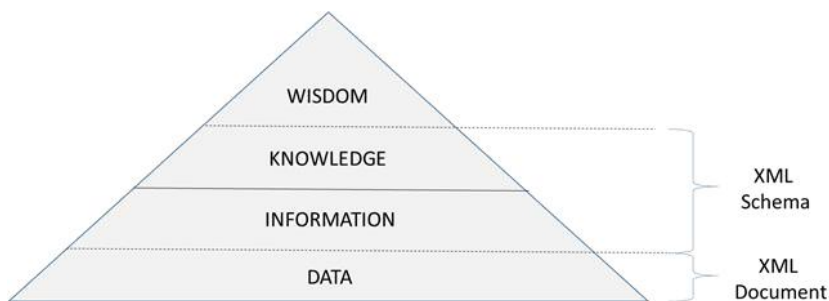 WISDOM
KNOWLEDGE
INFORMATION
DATA
XML
Schema
XML
Document